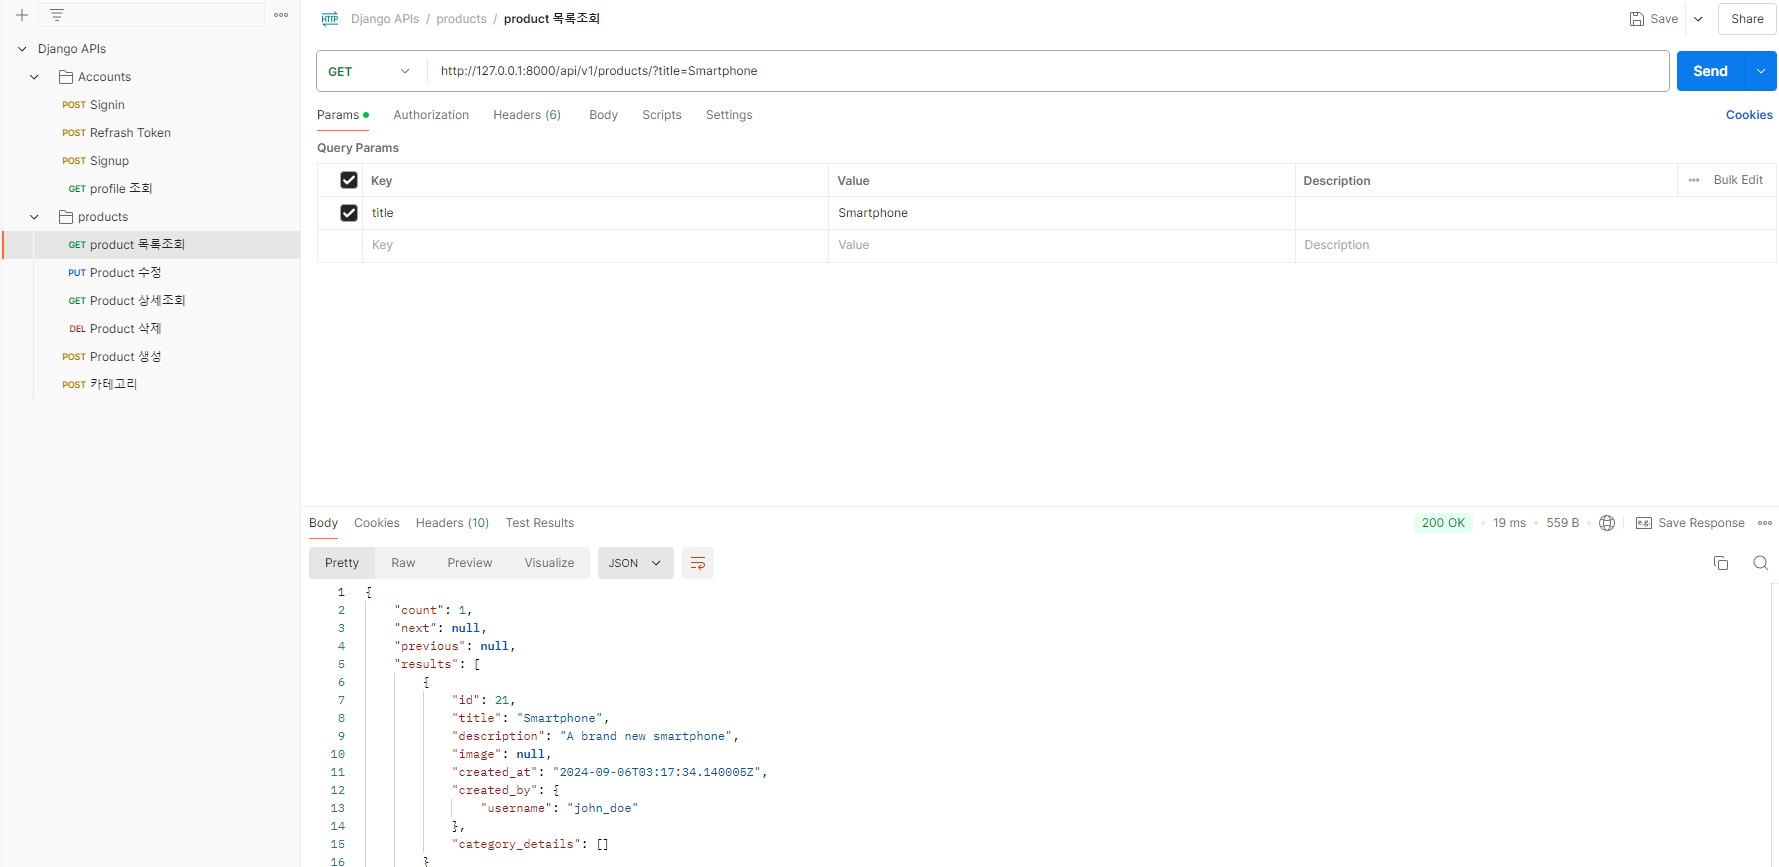 Django APIs
Accounts
POST Signin
POST Refrash Token
POST Signup
GET profile 조회
products
GET product 목록조회
PUT Product 수정
GET Product 상세조회
DEL Product 삭제
POST Product 생성
POST 카테고리
HTTP Django APIs / products / product 목록조회
Save
Share
GET http://127.0.0.1:8000/api/v1/products/?title=Smartphone
Send
Params Authorization Headers (6) Body Scripts Settings
Cookies
Query Params
Key Value Description Bulk Edit
title Smartphone
Key Value Description
Body Cookies Headers (10) Test Results
200 OK 19 ms 559 B e.g. Save Response
Pretty Raw Preview Visualize JSON
1 {
2 "count": 1,
3 "next": null,
4 "previous": null,
5 "results": [
6 {
7 "id": 21,
8 "title": "Smartphone",
9 "description": "A brand new smartphone",
10 "image": null,
11 "created_at": "2024-09-06T03:17:34.140005Z",
12 "created_by": {
13 "username": "john_doe"
14 },
15 "category_details": []
16 }